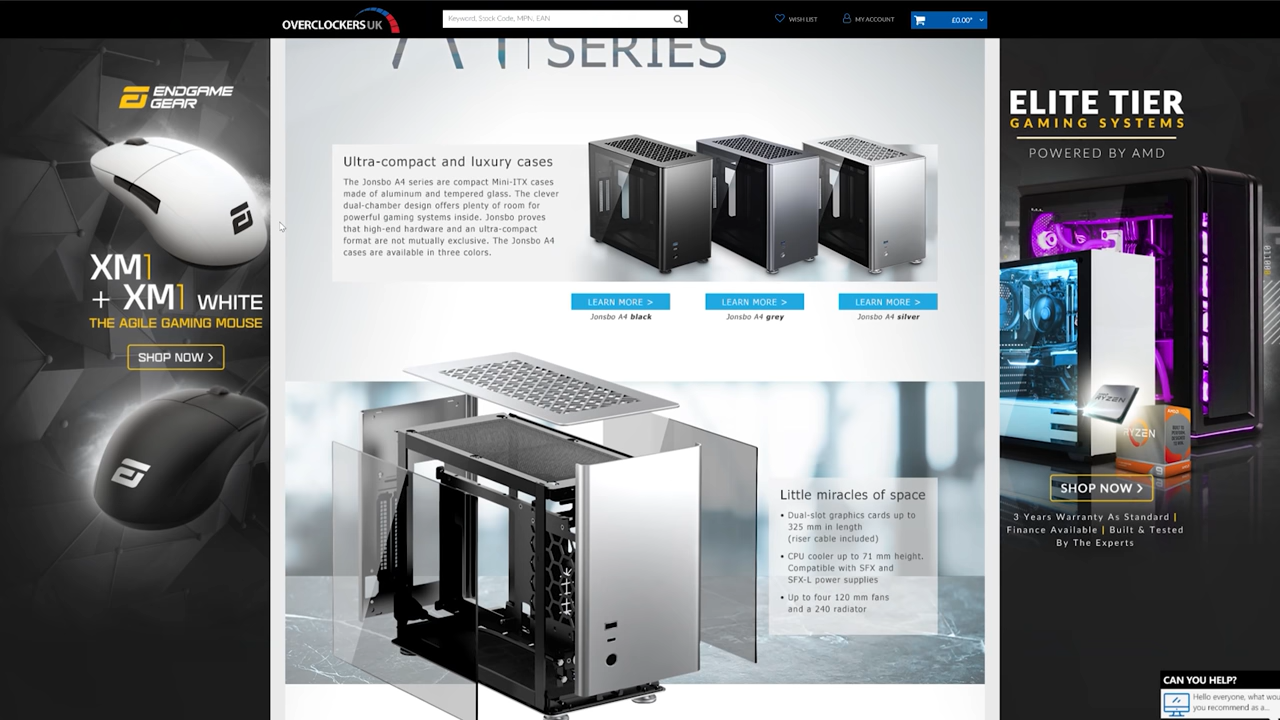 OVERCLOCKERS UK
Keyword, Stock Code, MPN, EAN
WISH LIST
MY ACCOUNT
£0.00*
A4 SERIES
ENDGAME
GEAR
XM1
+ XM1 WHITE
THE AGILE GAMING MOUSE
SHOP NOW >
Ultra-compact and luxury cases
The Jonsbo A4 series are compact Mini-ITX cases
made of aluminum and tempered glass. The clever
dual-chamber design offers plenty of room for
powerful gaming systems inside. Jonsbo proves
that high-end hardware and an ultra-compact
format are not mutually exclusive. The Jonsbo A4
cases are available in three colors.
LEARN MORE >
Jonsbo A4 black
LEARN MORE >
Jonsbo A4 grey
LEARN MORE >
Jonsbo A4 silver
Little miracles of space
• Dual-slot graphics cards up to
325 mm in length
(riser cable included)
• CPU cooler up to 71 mm height.
Compatible with SFX and
SFX-L power supplies
• Up to four 120 mm fans
and a 240 radiator
ELITE TIER
GAMING SYSTEMS
POWERED BY AMD
RYZEN
RYZEN
SHOP NOW >
3 Years Warranty As Standard |
Finance Available | Built & Tested
By The Experts
CAN YOU HELP?
Hello everyone, what wou
you recommend as a...